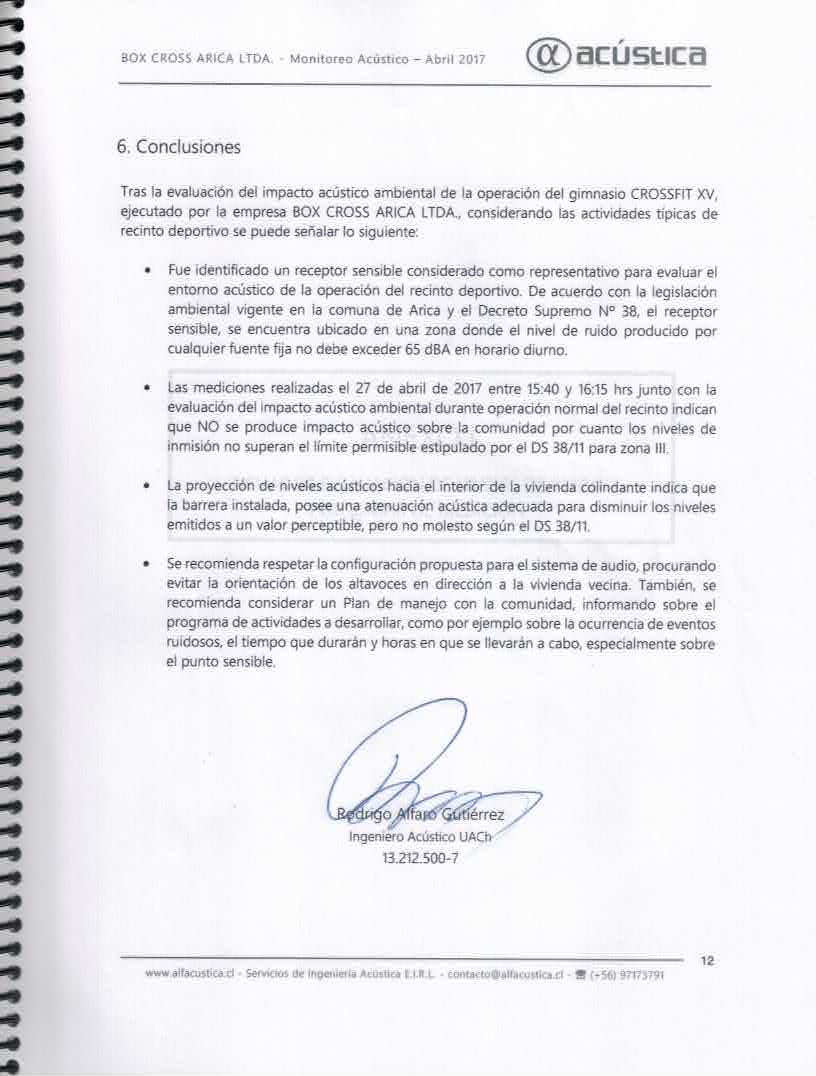 BOX CROSS ARICA LTDA. - Monitoreo Acústico – Abril 2017
α acústica
6. Conclusiones
Tras la evaluación del impacto acústico ambiental de la operación del gimnasio CROSSFIT XV,
ejecutado por la empresa BOX CROSS ARICA LTDA., considerando las actividades típicas de
recinto deportivo se puede señalar lo siguiente:
• Fue identificado un receptor sensible considerado como representativo para evaluar el
entorno acústico de la operación del recinto deportivo. De acuerdo con la legislación
ambiental vigente en la comuna de Arica y el Decreto Supremo Nº 38, el receptor
sensible, se encuentra ubicado en una zona donde el nivel de ruido producido por
cualquier fuente fija no debe exceder 65 dBA en horario diurno.
• Las mediciones realizadas el 27 de abril de 2017 entre 15:40 y 16:15 hrs junto con la
evaluación del impacto acústico ambiental durante operación normal del recinto indican
que NO se produce impacto acústico sobre la comunidad por cuanto los niveles de
inmisión no superan el límite permisible estipulado por el DS 38/11 para zona III.
• La proyección de niveles acústicos hacia el interior de la vivienda colindante indica que
la barrera instalada, posee una atenuación acústica adecuada para disminuir los niveles
emitidos a un valor perceptible, pero no molesto según el DS 38/11.
• Se recomienda respetar la configuración propuesta para el sistema de audio, procurando
evitar la orientación de los altavoces en dirección a la vivienda vecina. También, se
recomienda considerar un Plan de manejo con la comunidad, informando sobre el
programa de actividades a desarrollar, como por ejemplo sobre la ocurrencia de eventos
ruidosos, el tiempo que durarán y horas en que se llevarán a cabo, especialmente sobre
el punto sensible.
Rodrigo Alfaro Gutiérrez
Ingeniero Acústico UACh
13.212.500-7
12
www.alfacustica.cl - Servicios de Ingeniería Acústica E.I.R.L. - contacto@alfacustica.cl - ☎ (+56) 97173791